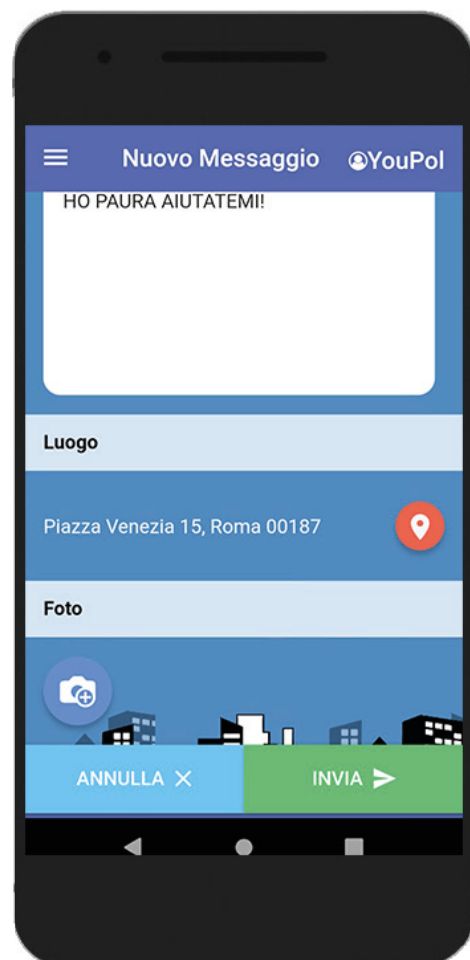 Nuovo Messaggio YouPol
HO PAURA AIUTATEMI!
Luogo
Piazza Venezia 15, Roma 00187
Foto
ANNULLA INVIA